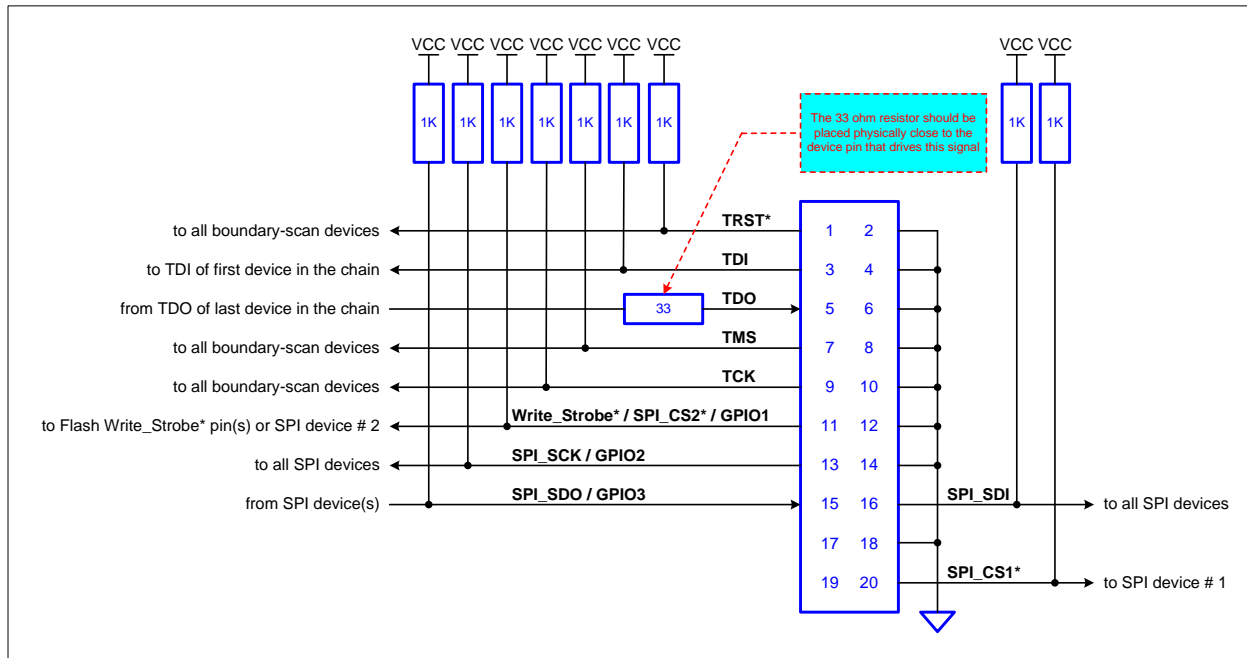 VCC VCC VCC VCC VCC VCC VCC VCC VCC
1K 1K 1K 1K 1K 1K 1K 1K 1K
The 33 ohm resistor should be
placed physically close to the
device pin that drives this signal
to all boundary-scan devices TRST* 1 2
to TDI of first device in the chain TDI 3 4
from TDO of last device in the chain 33 TDO 5 6
to all boundary-scan devices TMS 7 8
to all boundary-scan devices TCK 9 10
to Flash Write_Strobe* pin(s) or SPI device # 2 Write_Strobe* / SPI_CS2* / GPIO1 11 12
to all SPI devices SPI_SCK / GPIO2 13 14
from SPI device(s) SPI_SDO / GPIO3 15 16 SPI_SDI to all SPI devices
17 18
19 20 SPI_CS1* to SPI device # 1